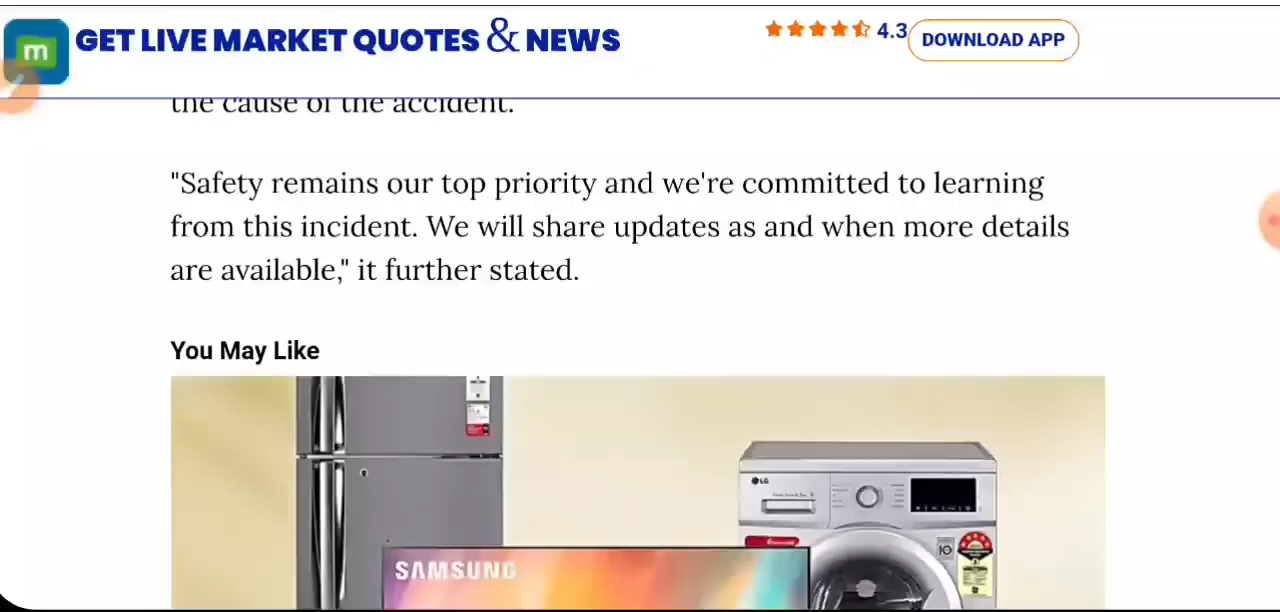 m
GET LIVE MARKET QUOTES & NEWS
4.3
DOWNLOAD APP
the cause of the accident.
"Safety remains our top priority and we're committed to learning
from this incident. We will share updates as and when more details
are available," it further stated.
You May Like
LG
SAMSUNG